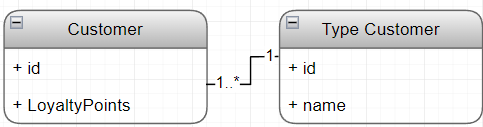 Customer
+ id
+ LoyaltyPoints
1..*
1
Type Customer
+ id
+ name